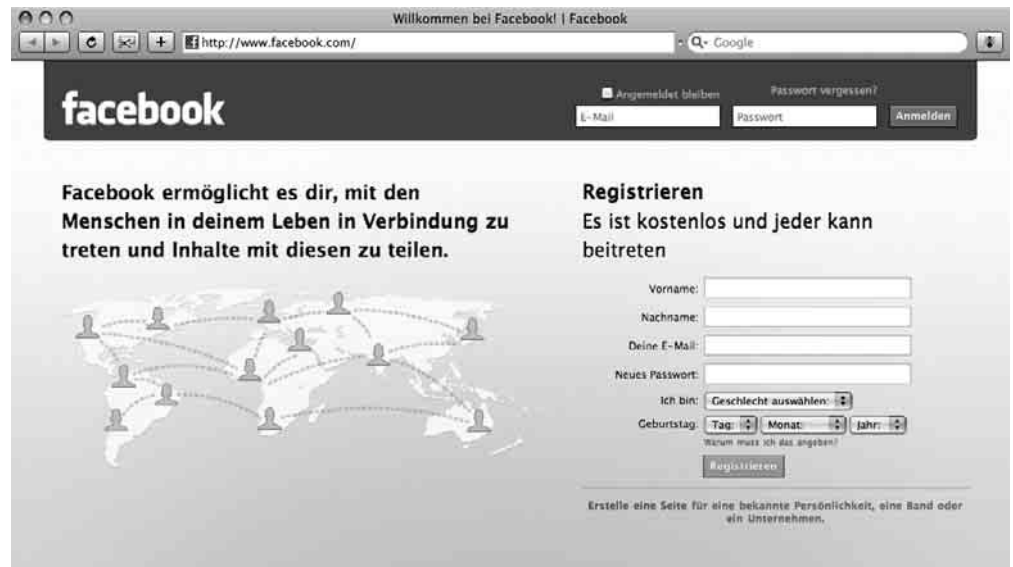 Willkommen bei Facebook! | Facebook
http://www.facebook.com/
Google
facebook
Angemeldet bleiben
Passwort vergessen?
E-Mail
Passwort
Anmelden
Facebook ermöglicht es dir, mit den
Menschen in deinem Leben in Verbindung zu
treten und Inhalte mit diesen zu teilen.
Registrieren
Es ist kostenlos und jeder kann
beitreten
Vorname:
Nachname:
Deine E-Mail:
Neues Passwort:
Ich bin: Geschlecht auswählen:
Geburtstag: Tag: Monat: Jahr:
Warum muss ich das angeben?
Registrieren
Erstelle eine Seite für eine bekannte Persönlichkeit, eine Band oder
ein Unternehmen.